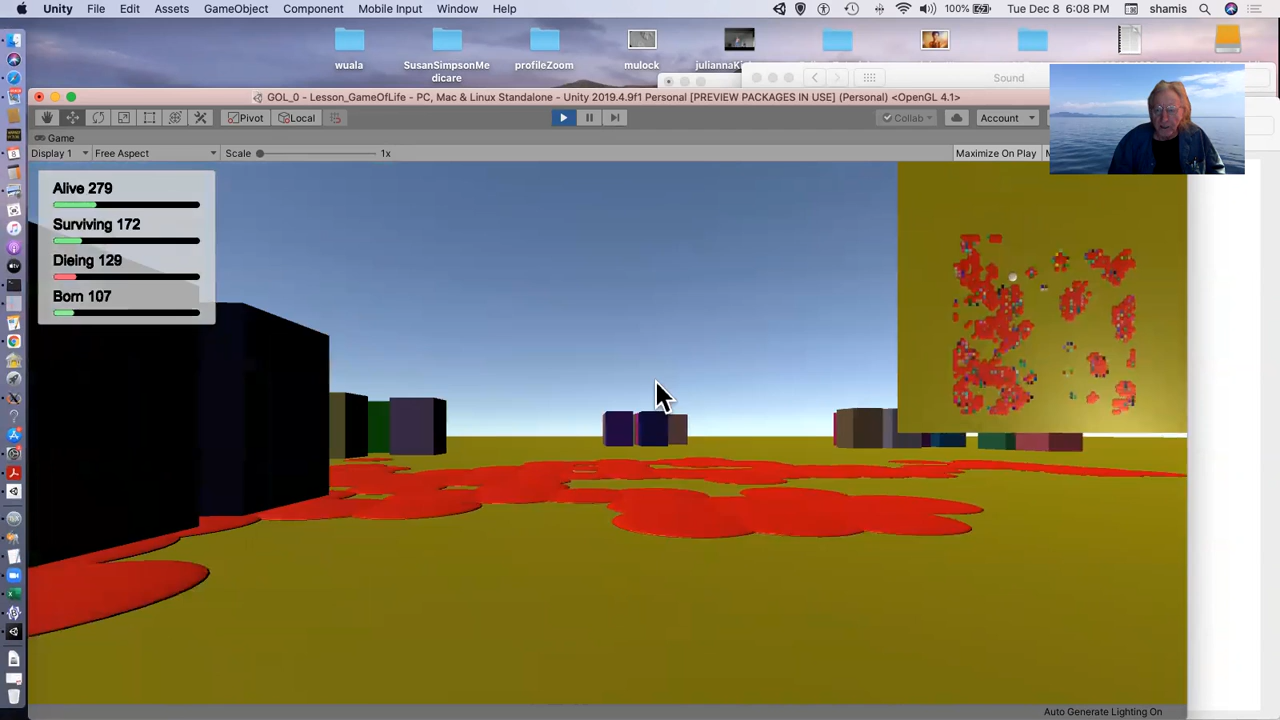 Unity File Edit Assets GameObject Component Mobile Input Window Help 100% Tue Dec 8 6:08 PM shamis
wuala SusanSimpsonMedicare profileZoom mulock
Sound
GOL_0 - Lesson_GameOfLife - PC, Mac & Linux Standalone - Unity 2019.4.9f1 Personal [PREVIEW PACKAGES IN USE] (Personal) <OpenGL 4.1>
Pivot Local Collab Account
Game
Display 1 Free Aspect Scale 1x Maximize On Play
Alive 279
Surviving 172
Dieing 129
Born 107
Auto Generate Lighting On